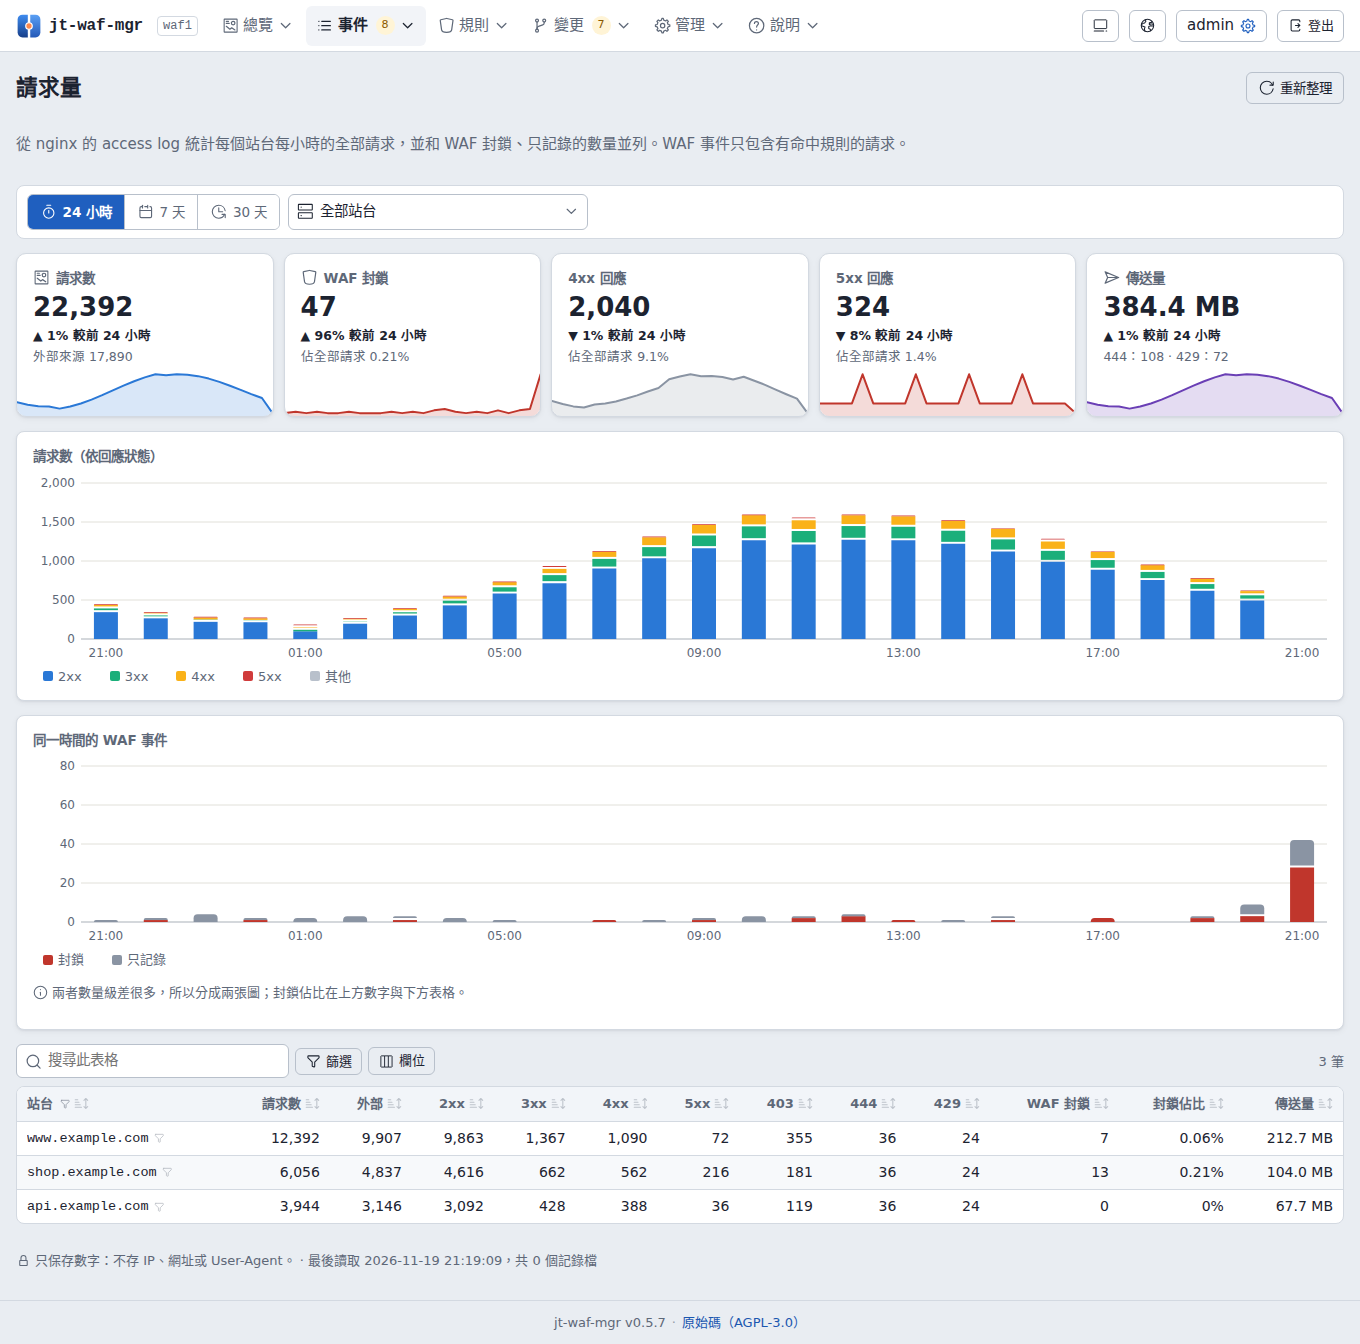 jt-waf-mgr waf1 總覽 事件 8 規則 變更 7 管理 說明 admin 登出
請求量 重新整理
從 nginx 的 access log 統計每個站台每小時的全部請求，並和 WAF 封鎖、只記錄的數量並列。WAF 事件只包含有命中規則的請求。
24 小時 7 天 30 天 全部站台
請求數 WAF 封鎖 4xx 回應 5xx 回應 傳送量
22,392 47 2,040 324 384.4 MB
▲ 1% 較前 24 小時 ▲ 96% 較前 24 小時 ▼ 1% 較前 24 小時 ▼ 8% 較前 24 小時 ▲ 1% 較前 24 小時
外部來源 17,890 佔全部請求 0.21% 佔全部請求 9.1% 佔全部請求 1.4% 444：108 · 429：72
請求數（依回應狀態）
2,000
1,500
1,000
500
0
21:00 01:00 05:00 09:00 13:00 17:00 21:00
2xx 3xx 4xx 5xx 其他
同一時間的 WAF 事件
80
60
40
20
0
21:00 01:00 05:00 09:00 13:00 17:00 21:00
封鎖 只記錄
兩者數量級差很多，所以分成兩張圖；封鎖佔比在上方數字與下方表格。
搜尋此表格 篩選 欄位 3 筆
站台 請求數 外部 2xx 3xx 4xx 5xx 403 444 429 WAF 封鎖 封鎖佔比 傳送量
www.example.com 12,392 9,907 9,863 1,367 1,090 72 355 36 24 7 0.06% 212.7 MB
shop.example.com 6,056 4,837 4,616 662 562 216 181 36 24 13 0.21% 104.0 MB
api.example.com 3,944 3,146 3,092 428 388 36 119 36 24 0 0% 67.7 MB
只保存數字：不存 IP、網址或 User-Agent。 · 最後讀取 2026-11-19 21:19:09，共 0 個記錄檔
jt-waf-mgr v0.5.7 · 原始碼（AGPL-3.0）